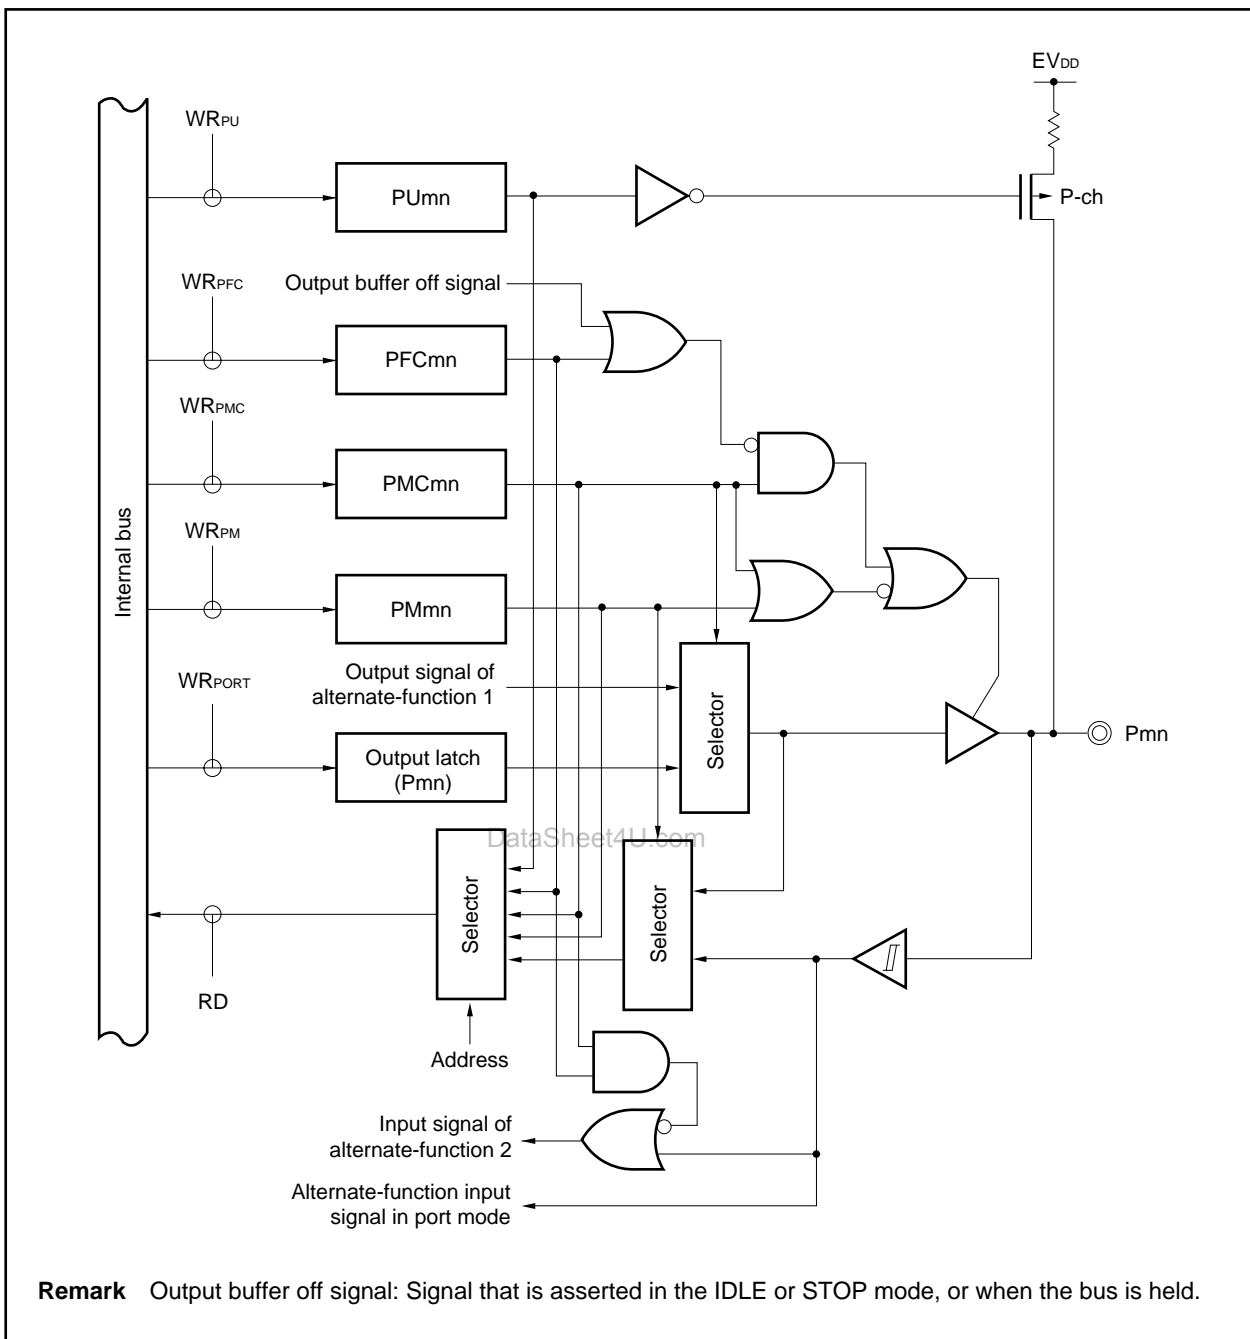 EVDD
WRPU
PUmn
P-ch
WRPFC
Output buffer off signal
PFCmn
WRPMC
PMCmn
WRPM
PMmn
Internal bus
Output signal of
alternate-function 1
WRPORT
Output latch
(Pmn)
Selector
Pmn
DataSheet4U.com
Selector
Selector
RD
Address
Input signal of
alternate-function 2
Alternate-function input
signal in port mode
Remark Output buffer off signal: Signal that is asserted in the IDLE or STOP mode, or when the bus is held.